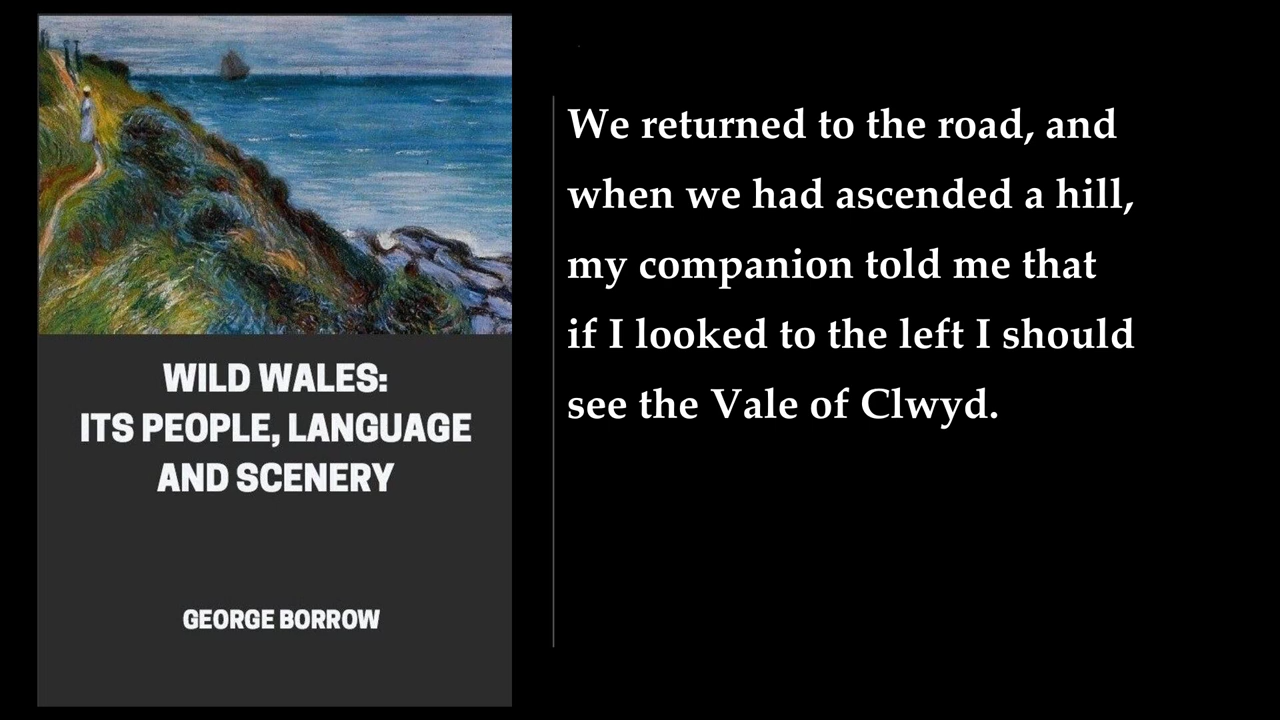 WILD WALES:
ITS PEOPLE, LANGUAGE
AND SCENERY
GEORGE BORROW
We returned to the road, and
when we had ascended a hill,
my companion told me that
if I looked to the left I should
see the Vale of Clwyd.